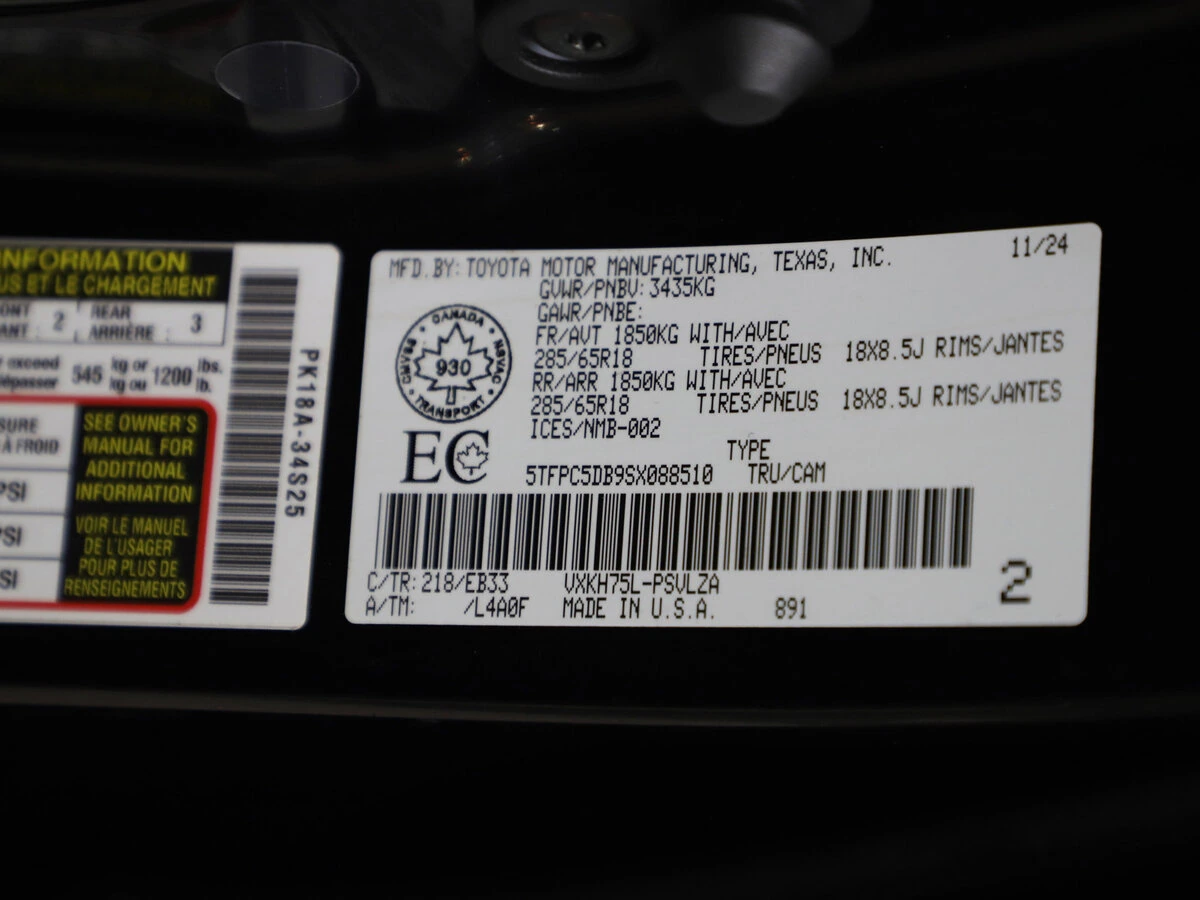 INFORMATION
US ET LE CHARGEMENT
2
REAR
ARRIÈRE : 3
exceed 545 kg or 1200 lbs.
kg ou lb.
À FROID
PSI
PSI
SI
SEE OWNER'S
MANUAL FOR
ADDITIONAL
INFORMATION
VOIR LE MANUEL
DE L'USAGER
POUR PLUS DE
RENSEIGNEMENTS
PK18A-34S25
MFD.BY: TOYOTA MOTOR MANUFACTURING, TEXAS, INC. 11/24
GVWR/PNBV: 3435KG
GAWR/PNBE:
FR/AVT 1850KG WITH/AVEC
285/65R18 TIRES/PNEUS 18X8.5J RIMS/JANTES
RR/ARR 1850KG WITH/AVEC
285/65R18 TIRES/PNEUS 18X8.5J RIMS/JANTES
ICES/NMB-002
CANADA
CMVSS
930
NSVAC
TRANSPORT
EC
TYPE
5TFPC5DB9SX088510 TRU/CAM
C/TR: 218/EB33 VXKH75L-PSVLZA
A/TM: /L4A0F MADE IN U.S.A. 891
2